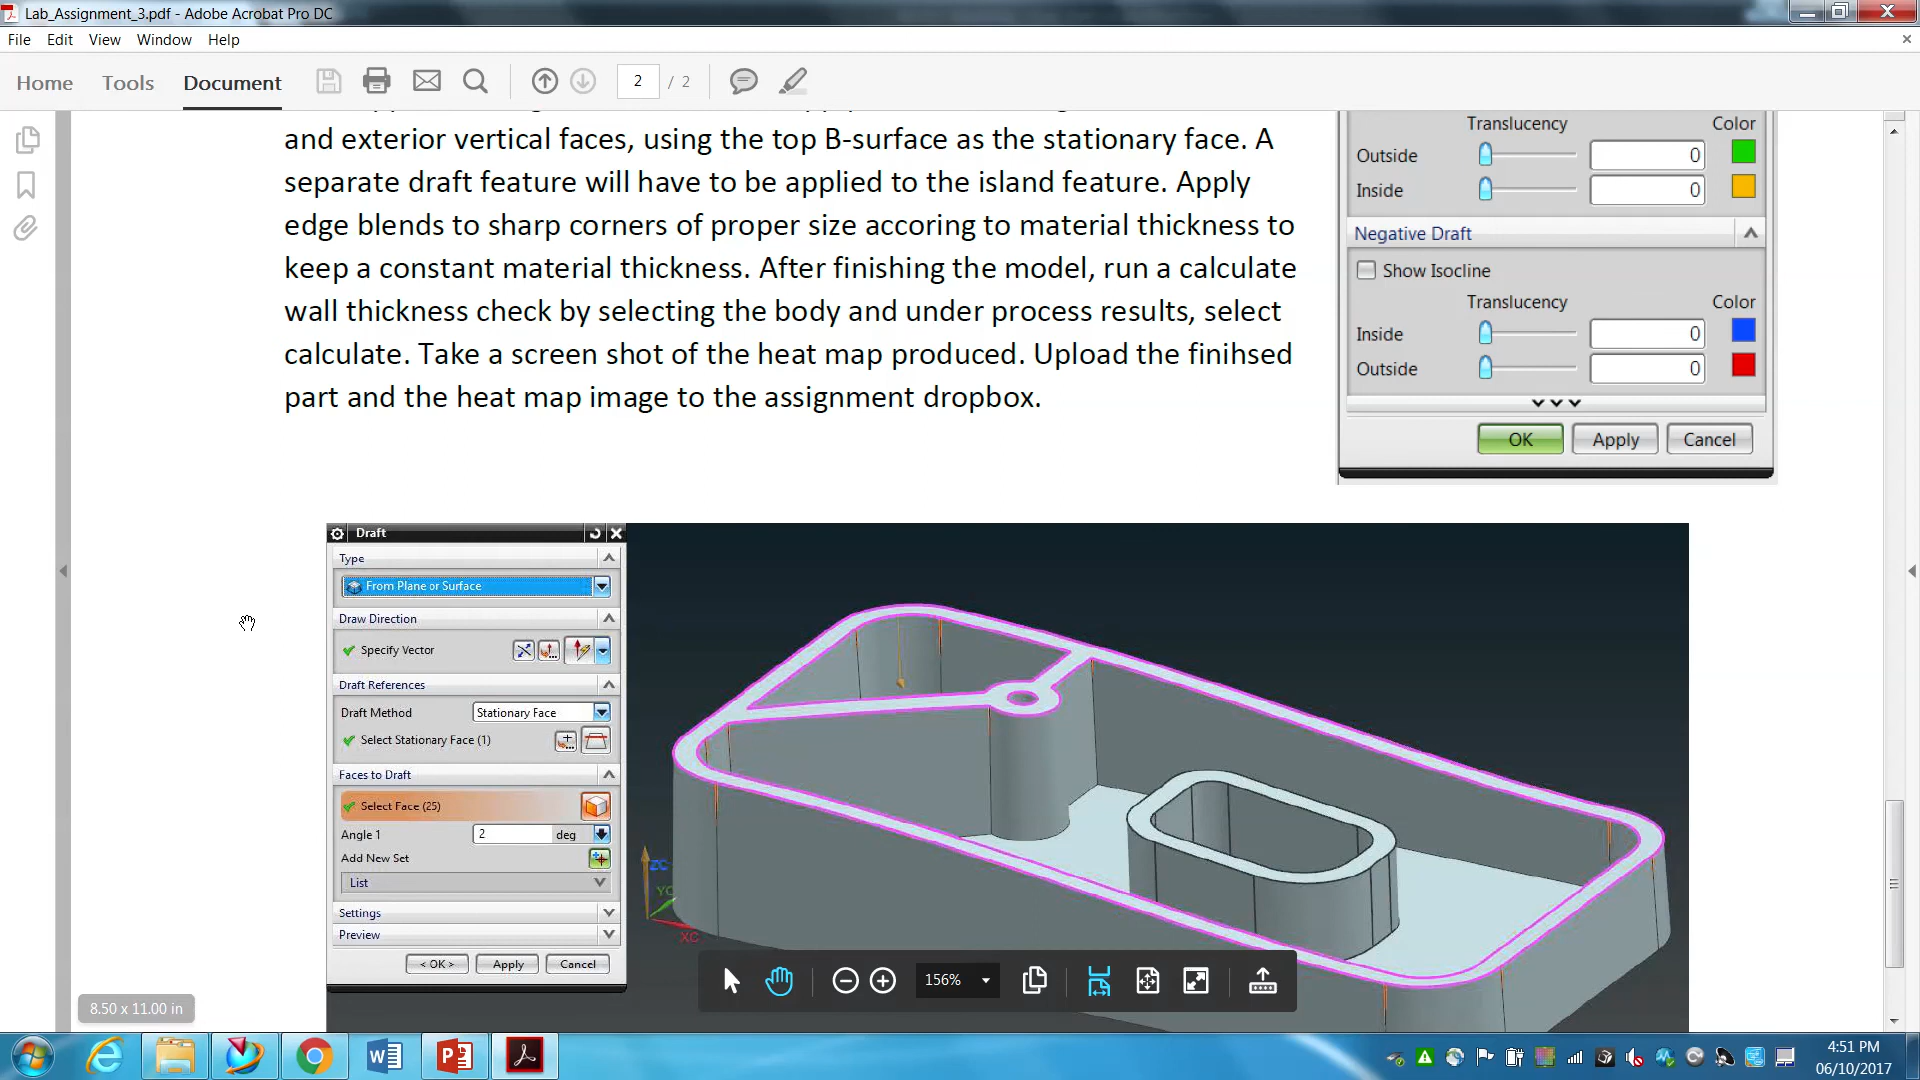 Lab_Assignment_3.pdf - Adobe Acrobat Pro DC
File Edit View Window Help
Home Tools Document 2 / 2
and exterior vertical faces, using the top B-surface as the stationary face. A
separate draft feature will have to be applied to the island feature. Apply
edge blends to sharp corners of proper size accoring to material thickness to
keep a constant material thickness. After finishing the model, run a calculate
wall thickness check by selecting the body and under process results, select
calculate. Take a screen shot of the heat map produced. Upload the finihsed
part and the heat map image to the assignment dropbox.
Translucency Color
Outside 0
Inside 0
Negative Draft
Show Isocline
Translucency Color
Inside 0
Outside 0
OK Apply Cancel
Draft
Type
From Plane or Surface
Draw Direction
Specify Vector
Draft References
Draft Method Stationary Face
Select Stationary Face (1)
Faces to Draft
Select Face (25)
Angle 1 2 deg
Add New Set
List
Settings
Preview
< OK > Apply Cancel
ZC
YC
XC
156%
8.50 x 11.00 in
4:51 PM
06/10/2017